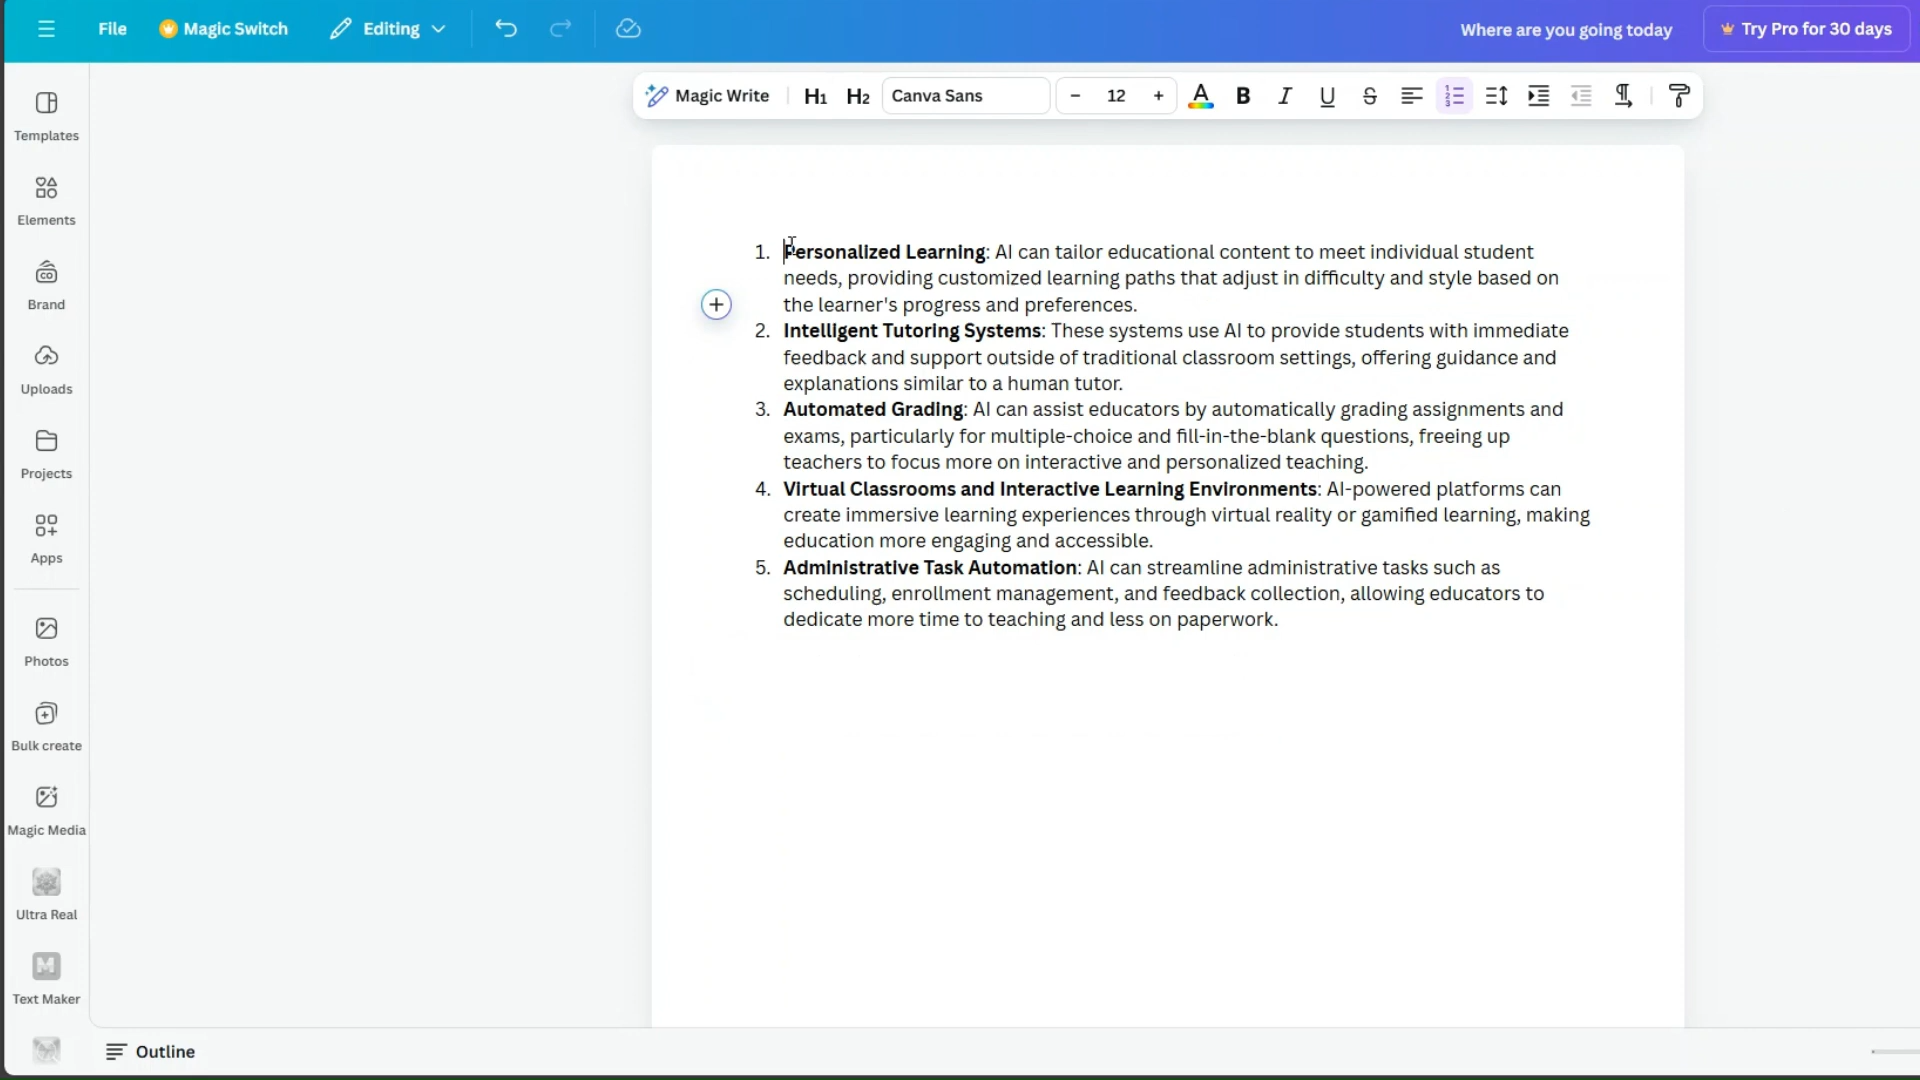 File Magic Switch Editing Where are you going today Try Pro for 30 days
Magic Write H1 H2 Canva Sans − 12 + A B I U S
Templates
Elements
Brand
Uploads
Projects
Apps
Photos
Bulk create
Magic Media
Ultra Real
Text Maker
1. Personalized Learning: AI can tailor educational content to meet individual student
needs, providing customized learning paths that adjust in difficulty and style based on
the learner's progress and preferences.
2. Intelligent Tutoring Systems: These systems use AI to provide students with immediate
feedback and support outside of traditional classroom settings, offering guidance and
explanations similar to a human tutor.
3. Automated Grading: AI can assist educators by automatically grading assignments and
exams, particularly for multiple-choice and fill-in-the-blank questions, freeing up
teachers to focus more on interactive and personalized teaching.
4. Virtual Classrooms and Interactive Learning Environments: AI-powered platforms can
create immersive learning experiences through virtual reality or gamified learning, making
education more engaging and accessible.
5. Administrative Task Automation: AI can streamline administrative tasks such as
scheduling, enrollment management, and feedback collection, allowing educators to
dedicate more time to teaching and less on paperwork.
Outline